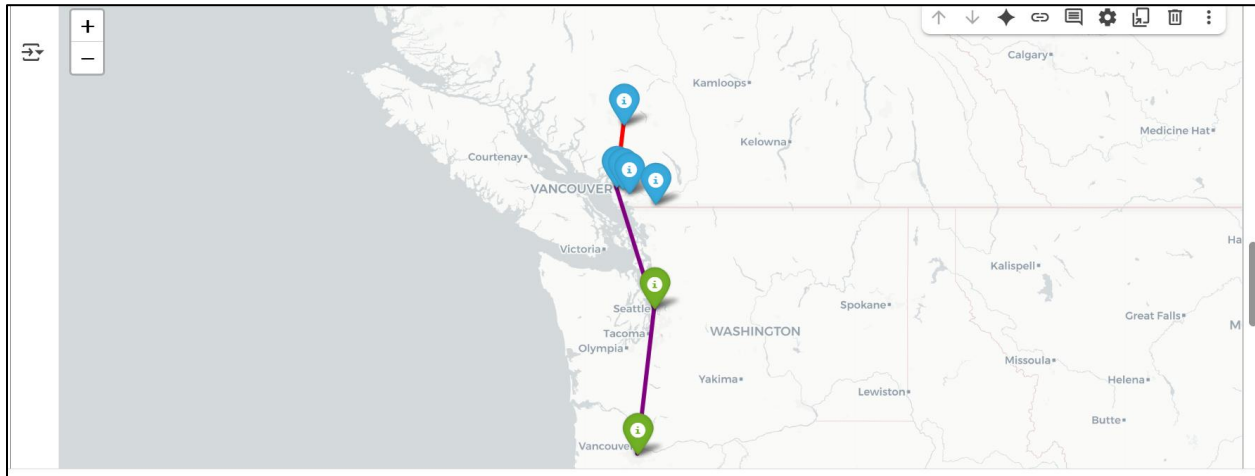 +
−
Calgary
Kamloops
Medicine Hat
Kelowna
Courtenay
VANCOUVER
Victoria
Ha
Kalispell
Spokane
Seattle
Great Falls
M
WASHINGTON
Tacoma
Olympia
Missoula
Yakima
Helena
Lewiston
Butte
Vancouve